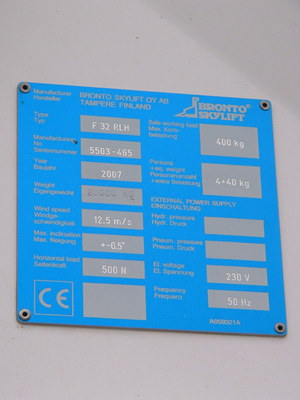 Manufacturer
Hersteller
BRONTO SKYLIFT OY AB
TAMPERE FINLAND
BRONTO
SKYLIFT
Type
Typ
F 32 RLH
Manufacturing
No
Seriennummer
5503-465
Year
Baujahr
2007
Weight
Eigengewicht
Wind speed
Windge
schwindigkeit
12.5 m/s
Max. inclination
Max. Neigung
+-0.5°
Horizontal load
Seitenkraft
500 N
CE
Safe working load
Max. Korb-
belastung
400 kg
Persons
+eq. weight
Personenanzahl
+extra Belastung
4+40 kg
EXTERNAL POWER SUPPLY
EINSCHALTUNG
Hydr. pressure
Hydr. Druck
Pneum. pressure
Pneum. Druck
El. voltage
El. Spannung
230 V
Frequency
Frequenz
50 Hz